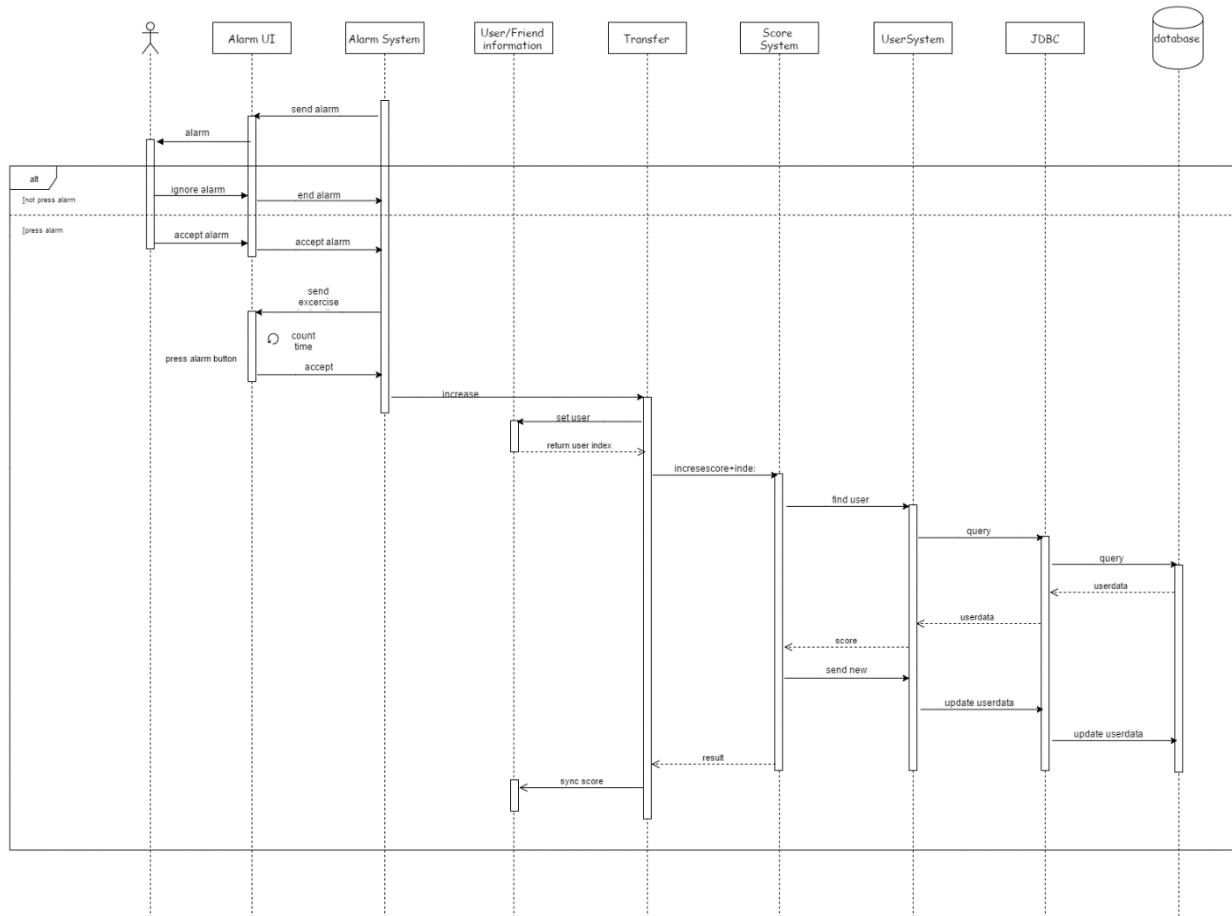 Alarm UI
Alarm System
User/Friend
information
Transfer
Score
System
UserSystem
JDBC
database
send alarm
alarm
alt
[not press alarm
ignore alarm
end alarm
[press alarm
accept alarm
accept alarm
send
excercise
count
time
press alarm button
accept
increase
set user
return user index
incresescore+inde
find user
query
query
userdata
userdata
score
send new
update userdata
update userdata
result
sync score